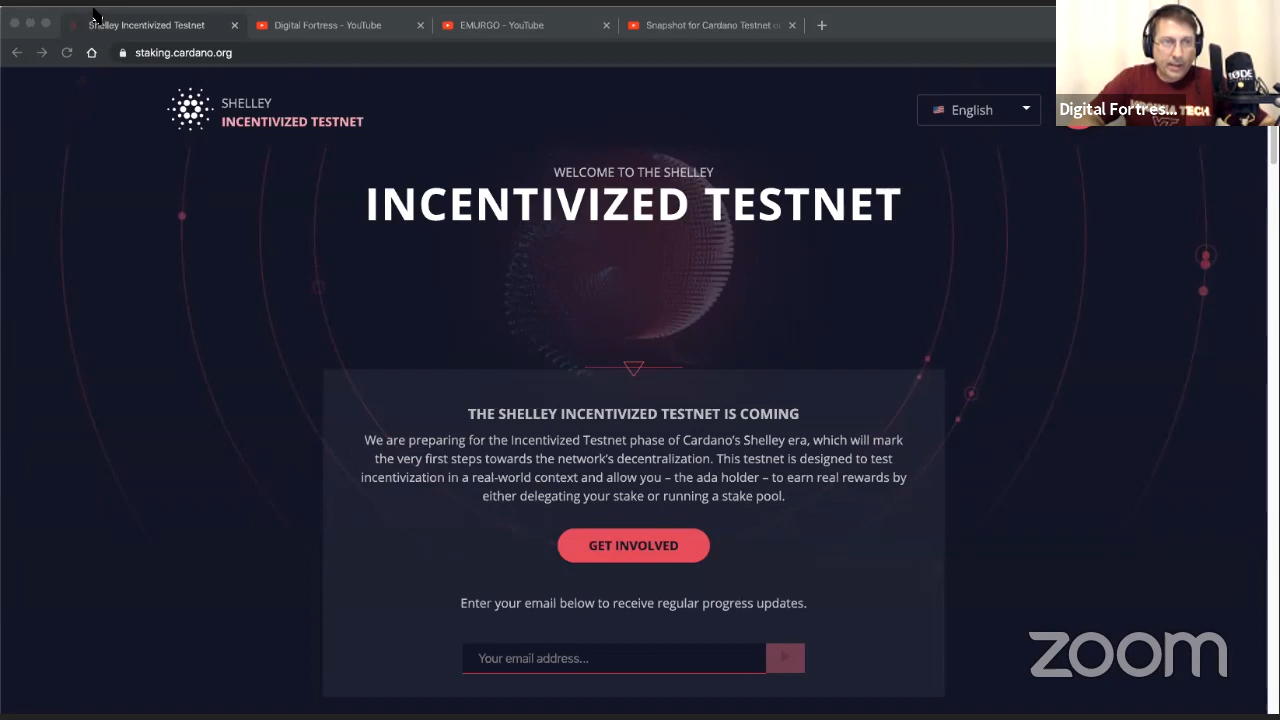 Shelley Incentivized Testnet
Digital Fortress - YouTube
EMURGO - YouTube
Snapshot for Cardano Testnet
staking.cardano.org
SHELLEY
INCENTIVIZED TESTNET
English
RØDE
TECH
Digital Fortres...
WELCOME TO THE SHELLEY
INCENTIVIZED TESTNET
THE SHELLEY INCENTIVIZED TESTNET IS COMING
We are preparing for the Incentivized Testnet phase of Cardano's Shelley era, which will mark
the very first steps towards the network's decentralization. This testnet is designed to test
incentivization in a real-world context and allow you – the ada holder – to earn real rewards by
either delegating your stake or running a stake pool.
GET INVOLVED
Enter your email below to receive regular progress updates.
Your email address...
zoom